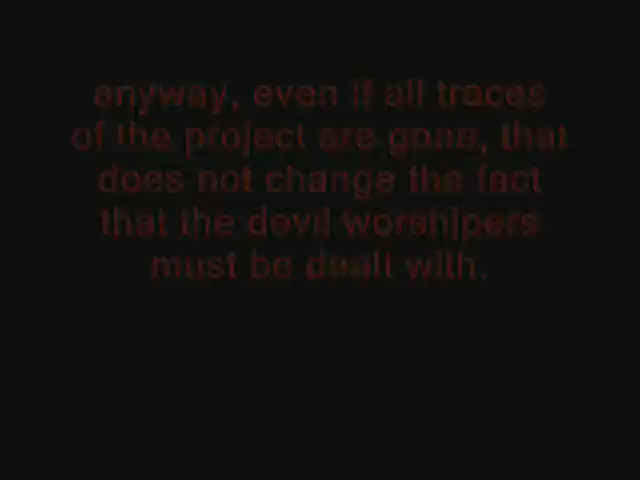 anyway, even if all traces
of the project are gone, that
does not change the fact
that the devil worshipers
must be dealt with.